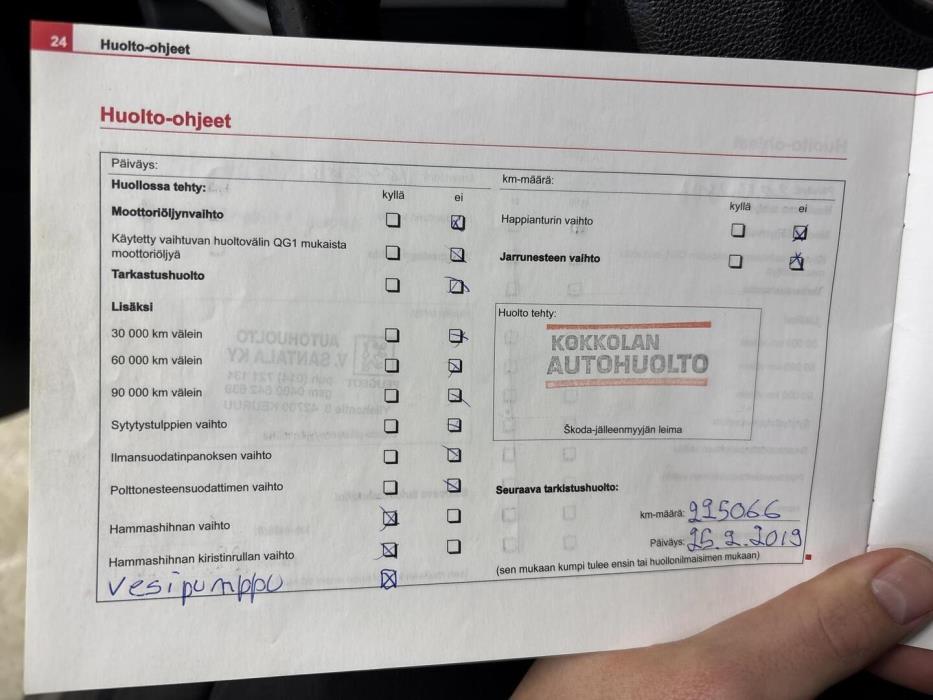 24
Huolto-ohjeet
Huolto-ohjeet
Päiväys:
Huollossa tehty:
kyllä ei
Moottoriöljynvaihto
Käytetty vaihtuvan huoltovälin QG1 mukaista
moottoriöljyä
Tarkastushuolto
Lisäksi
30 000 km välein
60 000 km välein
90 000 km välein
Sytytystulppien vaihto
Ilmansuodatinpanoksen vaihto
Polttonesteensuodattimen vaihto
Hammashihnan vaihto
Hammashihnan kiristinrullan vaihto
vesipumppu
km-määrä:
kyllä ei
Happianturin vaihto
Jarrunesteen vaihto
Huolto tehty:
KOKKOLAN
AUTOHUOLTO
Škoda-jälleenmyyjän leima
Seuraava tarkistushuolto:
km-määrä: 225066
Päiväys: 26.2.2019
(sen mukaan kumpi tulee ensin tai huollonilmaisimen mukaan)